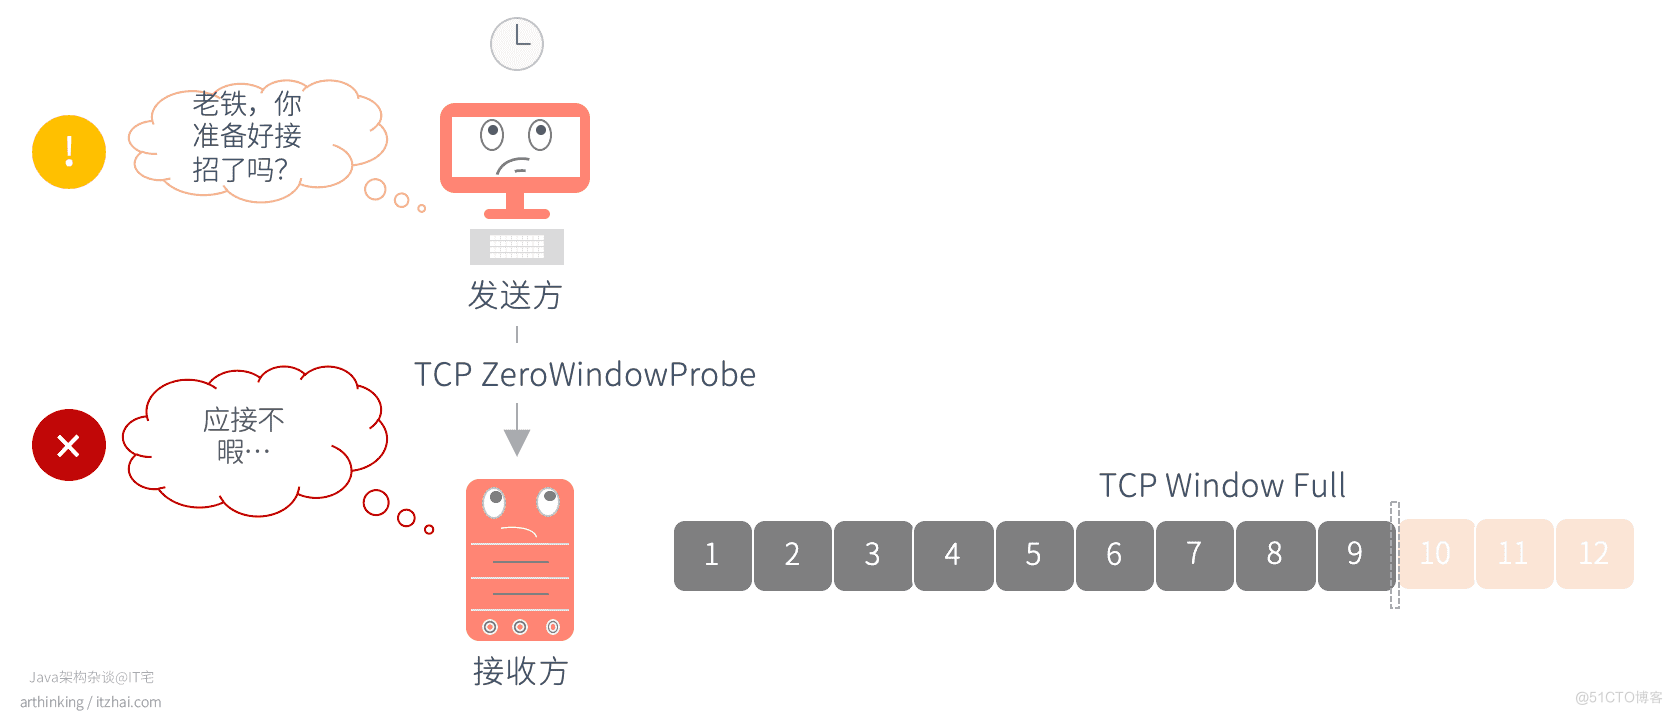 !
老铁，你
准备好接
招了吗？
发送方
TCP ZeroWindowProbe
应接不
暇…
TCP Window Full
1 2 3 4 5 6 7 8 9 10 11 12
接收方
Java架构杂谈@IT宅
arthinking / itzhai.com
@51CTO博客